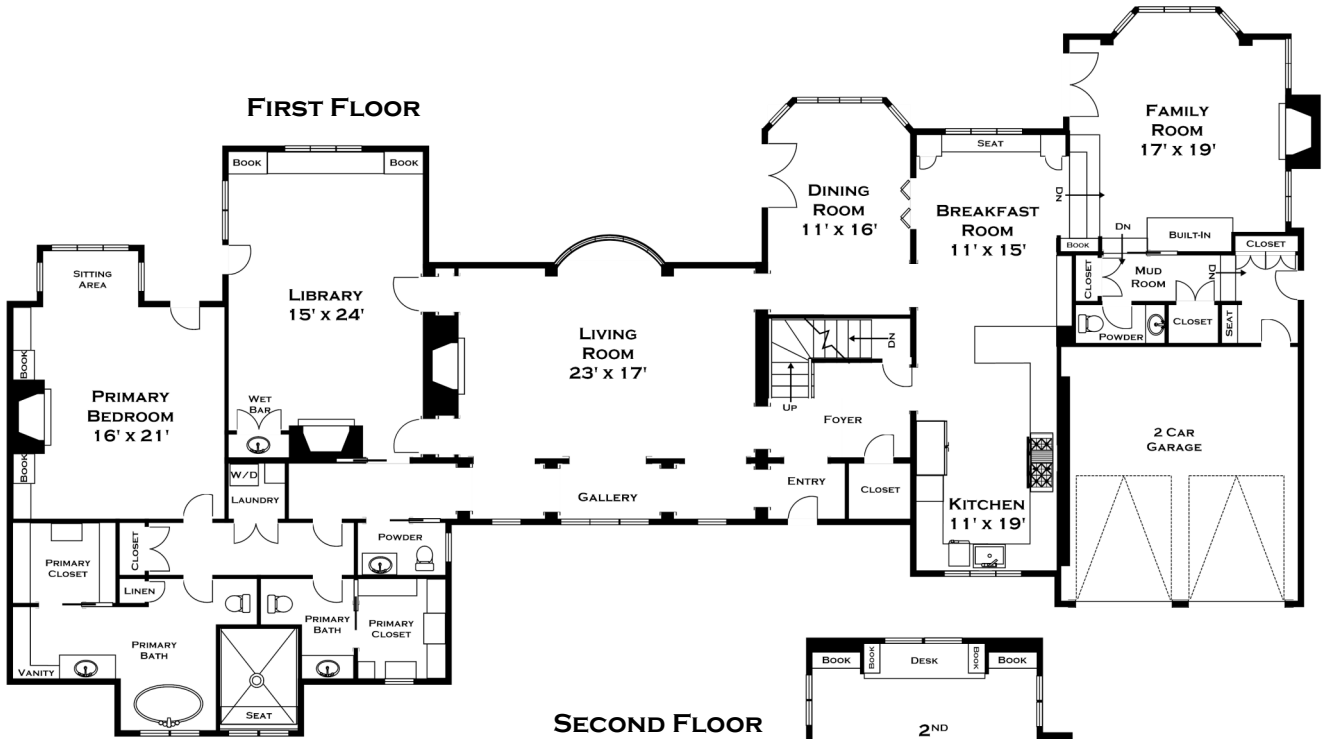 FIRST FLOOR
BOOK
BOOK
LIBRARY
15' x 24'
WET
BAR
SITTING
AREA
BOOK
PRIMARY
BEDROOM
16' x 21'
BOOK
LIVING
ROOM
23' x 17'
DINING
ROOM
11' x 16'
SEAT
BREAKFAST
ROOM
11' x 15'
BOOK
FAMILY
ROOM
17' x 19'
DN
DN
BUILT-IN
CLOSET
CLOSET
MUD
ROOM
DN
POWDER
CLOSET
SEAT
DN
UP
FOYER
2 CAR
GARAGE
W/D
LAUNDRY
GALLERY
ENTRY
CLOSET
KITCHEN
11' x 19'
PRIMARY
CLOSET
CLOSET
LINEN
POWDER
PRIMARY
BATH
PRIMARY
CLOSET
PRIMARY
BATH
VANITY
SEAT
SECOND FLOOR
BOOK
BOOK
DESK
BOOK
BOOK
2ND